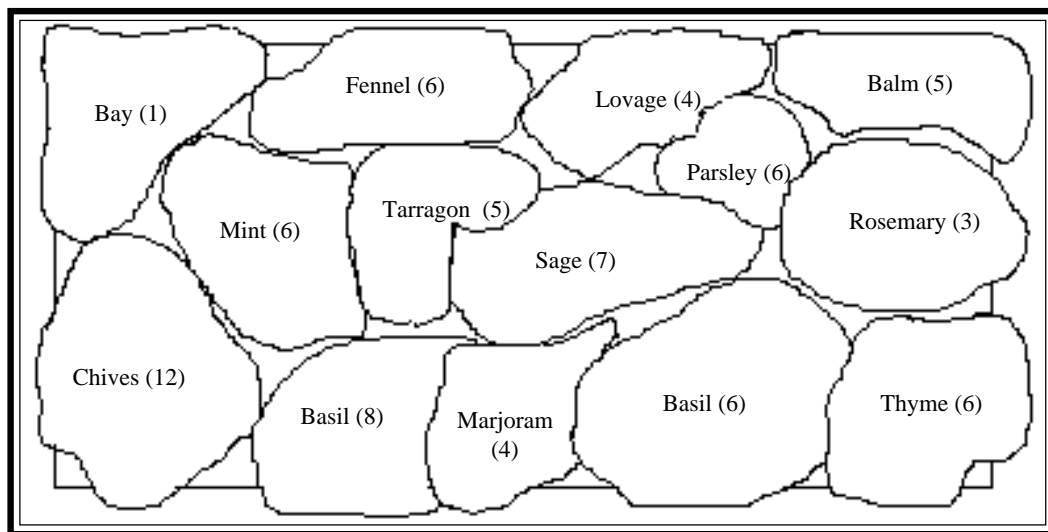 Bay (1)
Fennel (6)
Lovage (4)
Balm (5)
Mint (6)
Tarragon (5)
Parsley (6)
Rosemary (3)
Sage (7)
Chives (12)
Basil (8)
Marjoram
(4)
Basil (6)
Thyme (6)